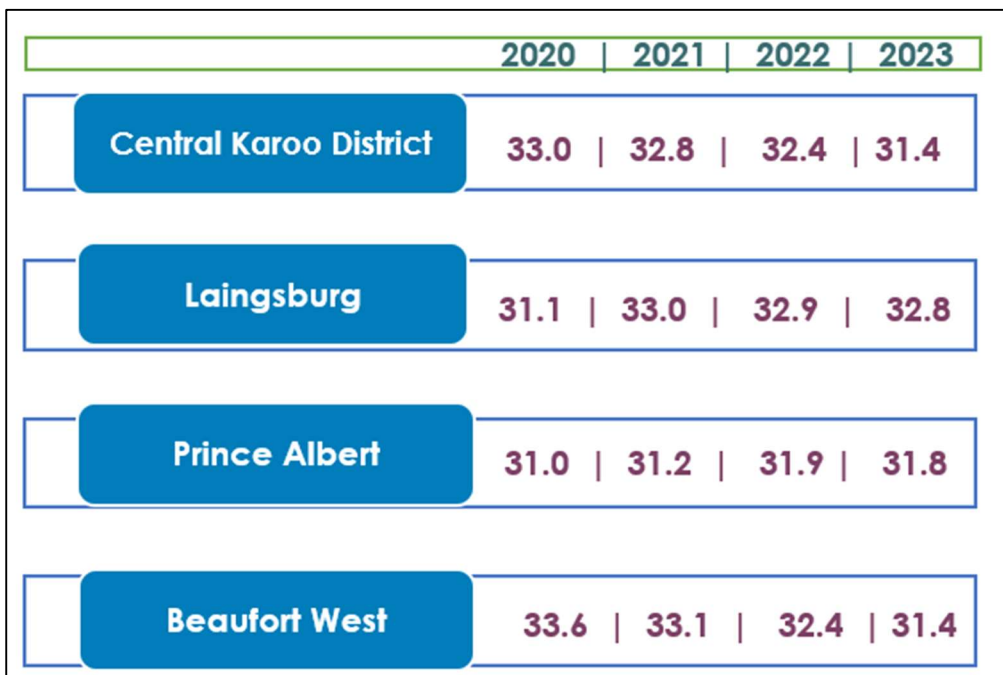 2020 | 2021 | 2022 | 2023
Central Karoo District 33.0 | 32.8 | 32.4 | 31.4
Laingsburg 31.1 | 33.0 | 32.9 | 32.8
Prince Albert 31.0 | 31.2 | 31.9 | 31.8
Beaufort West 33.6 | 33.1 | 32.4 | 31.4